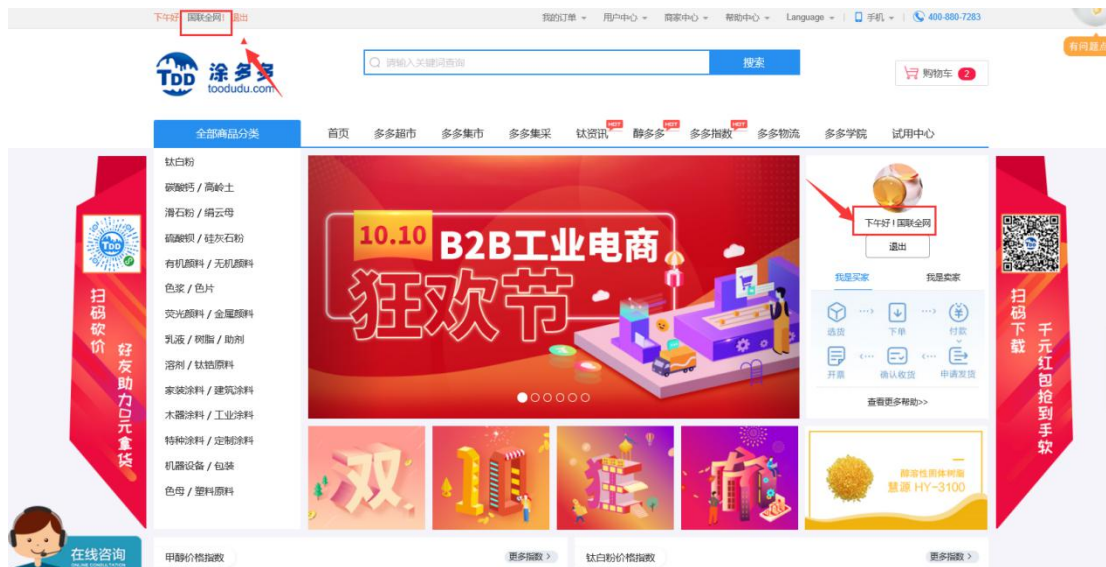 下午好! 国联全网! 退出
我的订单 用户中心 商家中心 帮助中心 Language 手机 400-880-7283
有问题点
TDD 涂多多
toodudu.com
请输入关键词查询 搜索
购物车 2
全部商品分类 首页 多多超市 多多集市 多多集采 钛资讯 HOT 醇多多 HOT 多多指数 HOT 多多物流 多多学院 试用中心
钛白粉
碳酸钙 / 高岭土
滑石粉 / 绢云母
硫酸钡 / 硅灰石粉
有机颜料 / 无机颜料
色浆 / 色片
荧光颜料 / 金属颜料
乳液 / 树脂 / 助剂
溶剂 / 钛锆原料
家装涂料 / 建筑涂料
木器涂料 / 工业涂料
特种涂料 / 定制涂料
机器设备 / 包装
色母 / 塑料原料
TDD
扫码砍价
好友助力0元拿货
10.10 B2B工业电商
狂欢节
下午好! 国联全网
退出
我是买家 我是卖家
选货 下单 付款
开票 确认收货 申请发货
查看更多帮助>>
扫码下载
千元红包抢到手软
双
10
狂
醇溶性固体树脂
慧源 HY-3100
在线咨询
ONLINE CONSULTATION
甲醇价格指数 更多指数 >
钛白粉价格指数 更多指数 >